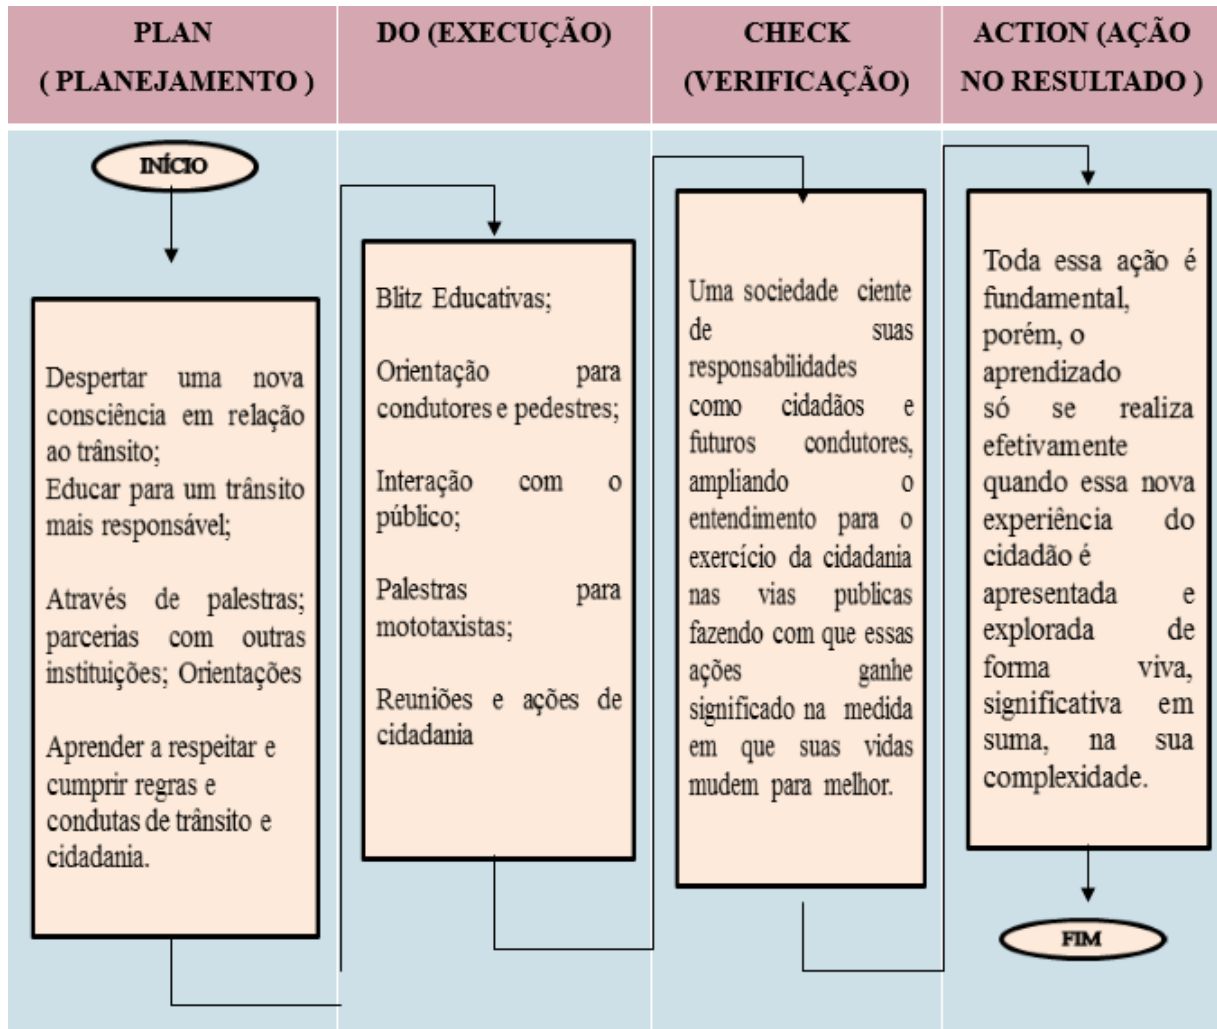 PLAN
( PLANEJAMENTO )
DO (EXECUÇÃO)
CHECK
(VERIFICAÇÃO)
ACTION (AÇÃO
NO RESULTADO )
INÍCIO
Despertar uma nova
consciência em relação
ao trânsito;
Educar para um trânsito
mais responsável;
Através de palestras;
parcerias com outras
instituições; Orientações
Aprender a respeitar e
cumprir regras e
condutas de trânsito e
cidadania.
Blitz Educativas;
Orientação para
condutores e pedestres;
Interação com o
público;
Palestras para
mototaxistas;
Reuniões e ações de
cidadania
Uma sociedade ciente
de suas
responsabilidades
como cidadãos e
futuros condutores,
ampliando o
entendimento para o
exercício da cidadania
nas vias publicas
fazendo com que essas
ações ganhe
significado na medida
em que suas vidas
mudem para melhor.
Toda essa ação é
fundamental,
porém, o
aprendizado
só se realiza
efetivamente
quando essa nova
experiência do
cidadão é
apresentada e
explorada de
forma viva,
significativa em
suma, na sua
complexidade.
FIM